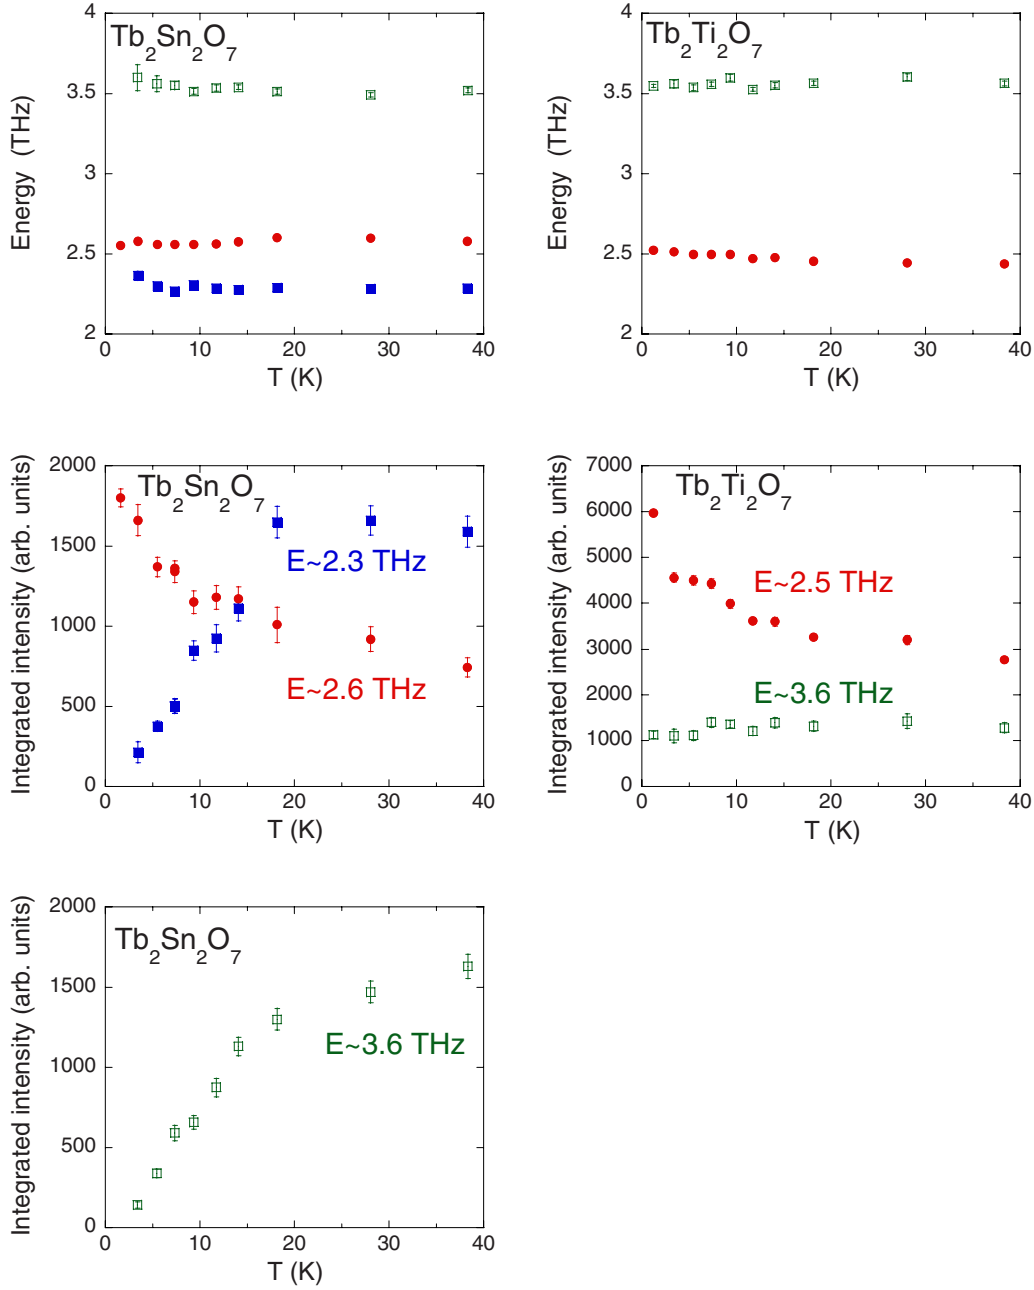 Tb₂Sn₂O₇
Energy (THz)
4
3.5
3
2.5
2
0 10 20 30 40
T (K)
Tb₂Ti₂O₇
Energy (THz)
4
3.5
3
2.5
2
0 10 20 30 40
T (K)
Tb₂Sn₂O₇
Integrated intensity (arb. units)
2000
1500
1000
500
0
E~2.3 THz
E~2.6 THz
0 10 20 30 40
T (K)
Tb₂Ti₂O₇
Integrated intensity (arb. units)
7000
6000
5000
4000
3000
2000
1000
0
E~2.5 THz
E~3.6 THz
0 10 20 30 40
T (K)
Tb₂Sn₂O₇
Integrated intensity (arb. units)
2000
1500
1000
500
0
E~3.6 THz
0 10 20 30 40
T (K)